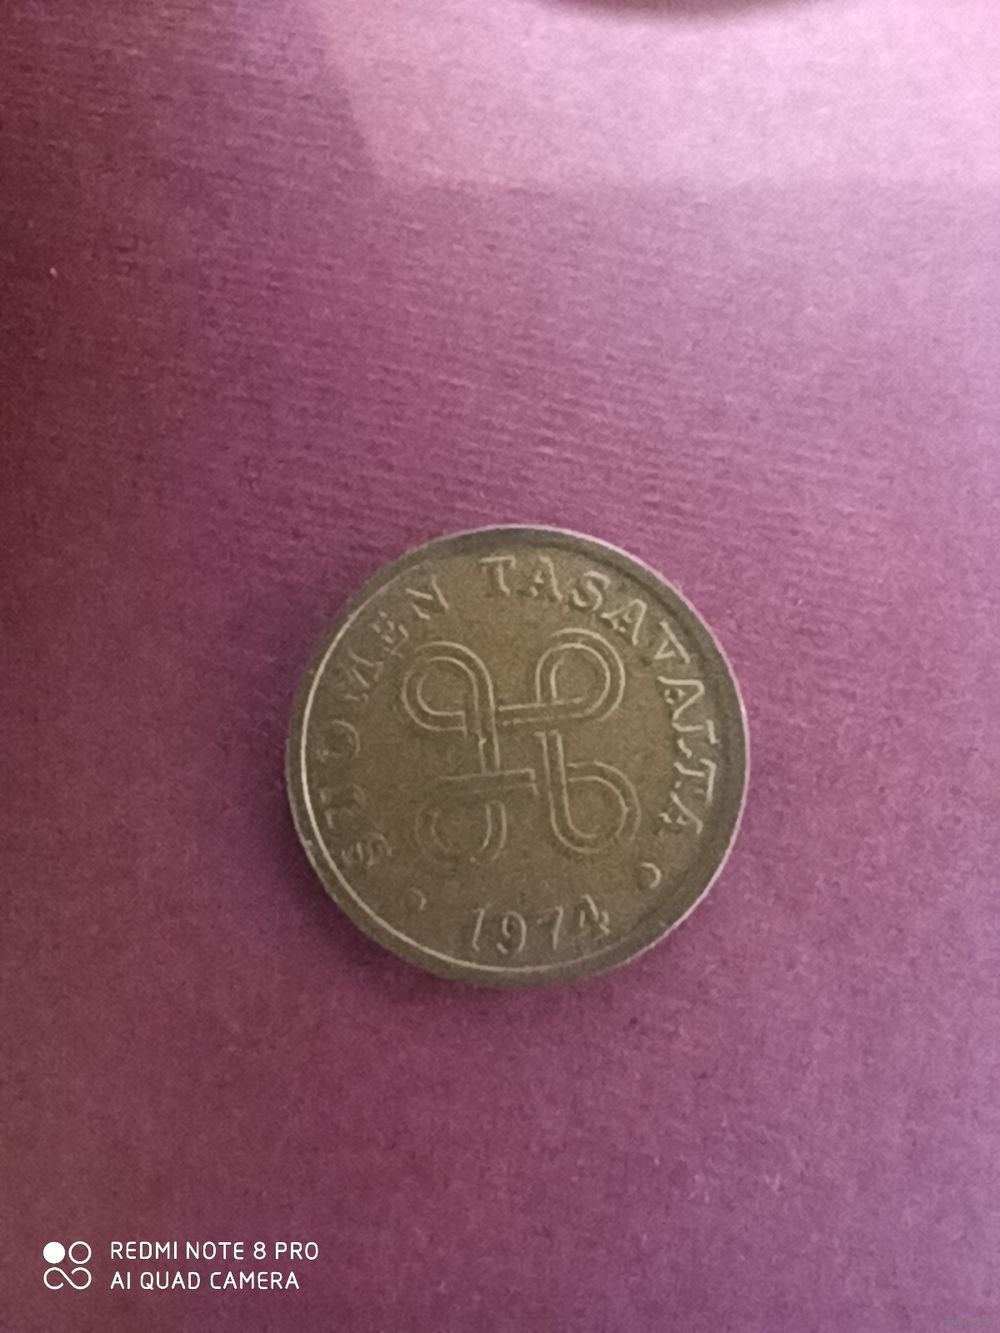 SUOMEN TASAVALTA
1974
REDMI NOTE 8 PRO
AI QUAD CAMERA